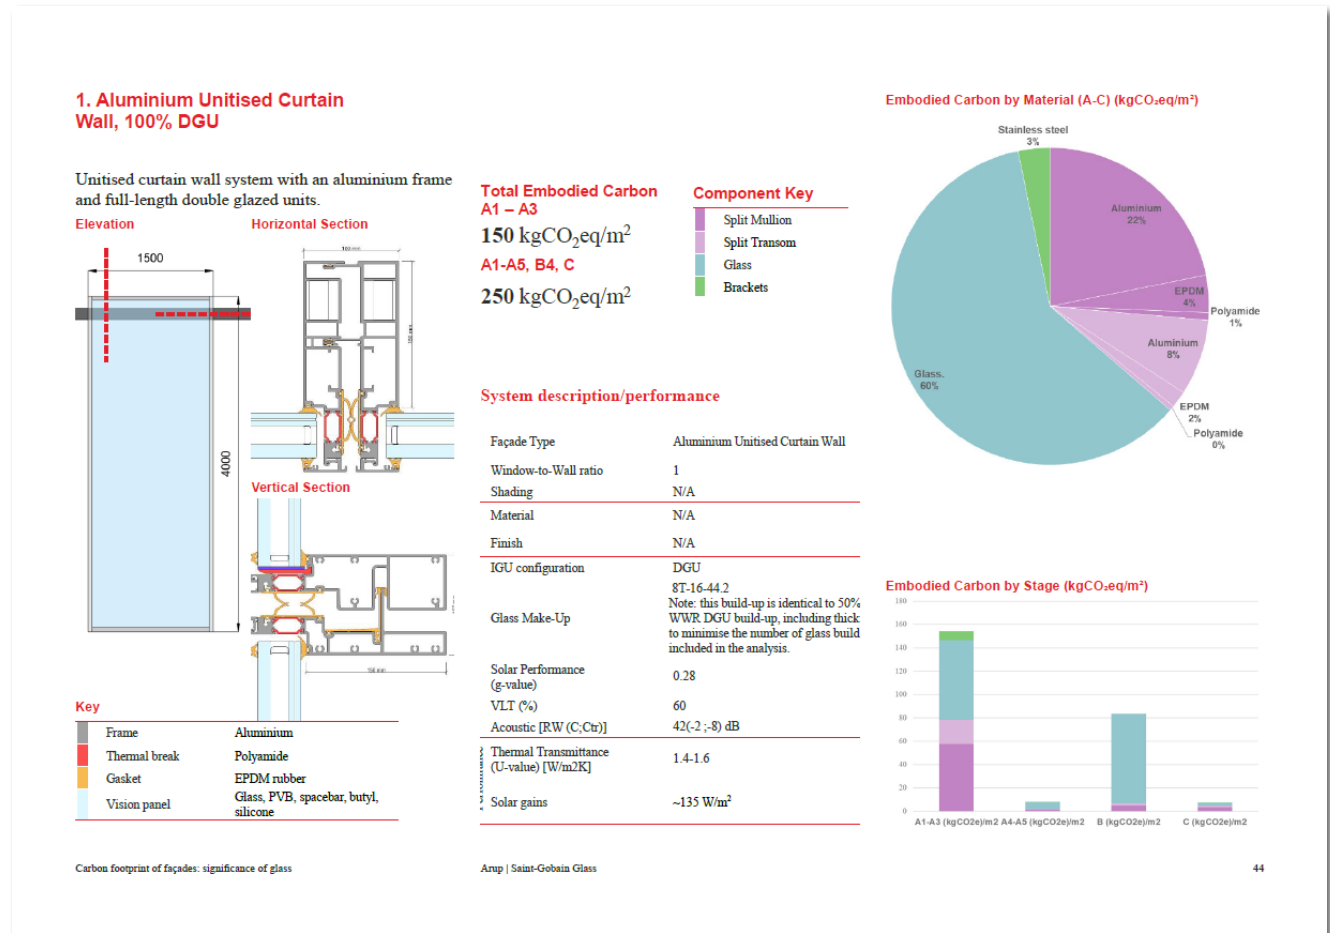 1. Aluminium Unitised Curtain
Wall, 100% DGU
Unitised curtain wall system with an aluminium frame
and full-length double glazed units.
Elevation
1500
4000
Horizontal Section
Vertical Section
Key
Frame Aluminium
Thermal break Polyamide
Gasket EPDM rubber
Vision panel Glass, PVB, spacebar, butyl,
silicone
Total Embodied Carbon
A1 – A3
150 kgCO₂eq/m²
A1-A5, B4, C
250 kgCO₂eq/m²
Component Key
Split Mullion
Split Transom
Glass
Brackets
System description/performance
Façade Type Aluminium Unitised Curtain Wall
Window-to-Wall ratio 1
Shading N/A
Material N/A
Finish N/A
IGU configuration DGU
Glass Make-Up 8T-16-44.2
Note: this build-up is identical to 50%
WWR DGU build-up, including thick
to minimise the number of glass build
included in the analysis.
Solar Performance
(g-value) 0.28
VLT (%) 60
Acoustic [RW (C;Ctr)] 42(-2 ;-8) dB
Thermal Transmittance
(U-value) [W/m2K] 1.4-1.6
Solar gains ~135 W/m²
Embodied Carbon by Material (A-C) (kgCO₂eq/m²)
Stainless steel
3%
Aluminium
22%
EPDM
4%
Polyamide
1%
Aluminium
8%
EPDM
2%
Polyamide
0%
Glass.
60%
Embodied Carbon by Stage (kgCO₂eq/m²)
180
160
140
120
100
80
60
40
20
0
A1-A3 (kgCO2e)/m2 A4-A5 (kgCO2e)/m2 B (kgCO2e)/m2 C (kgCO2e)/m2
Carbon footprint of façades: significance of glass
Arup | Saint-Gobain Glass
44